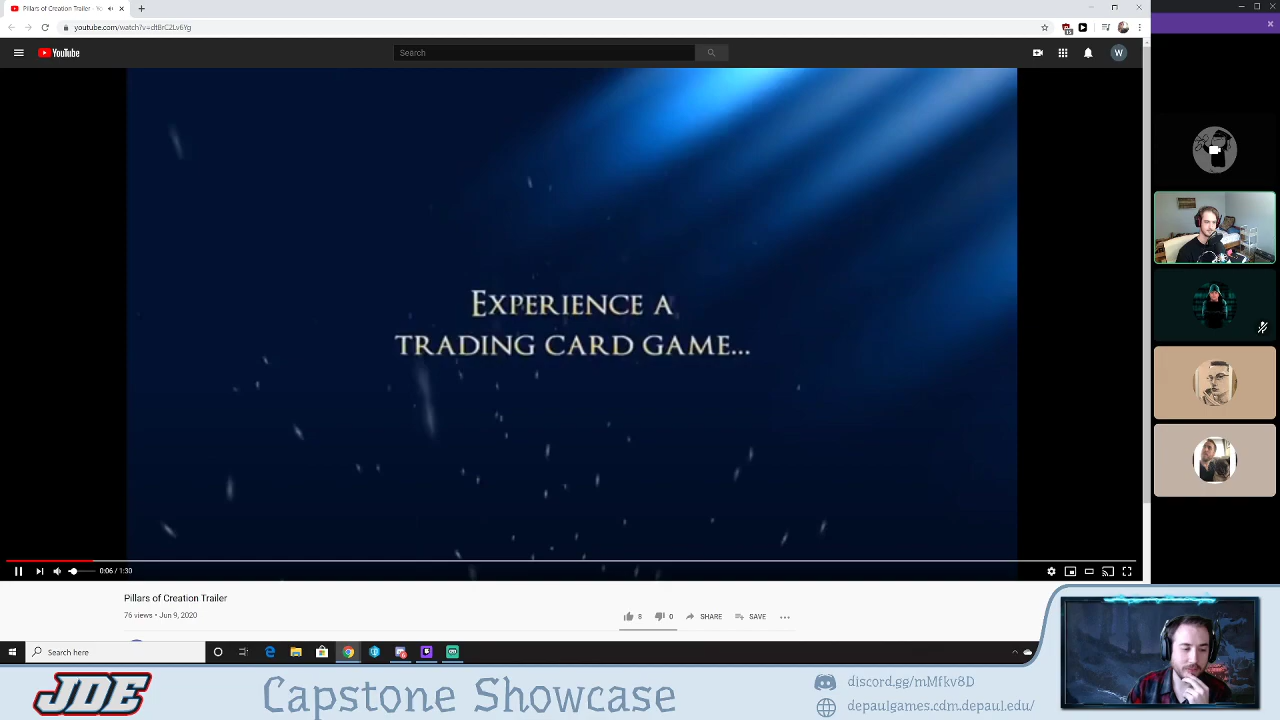 Pillars of Creation Trailer - Yo
youtube.com/watch?v=dtBrC2Lv6Yg
YouTube
Search
W
EXPERIENCE A
TRADING CARD GAME...
0:06 / 1:30
Pillars of Creation Trailer
76 views • Jun 9, 2020
8
0
SHARE
SAVE
Search here
JDE
Capstone Showcase
discord.gg/mMfkv8D
depaulgames.cdm.depaul.edu/